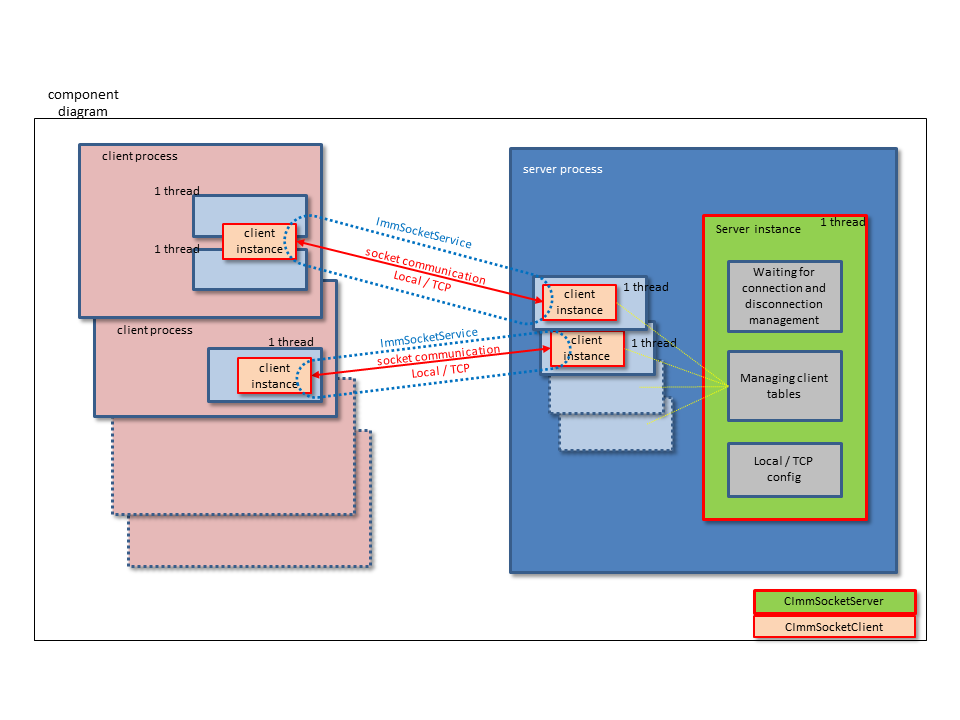 component
diagram
client process
server process
1 thread
client
instance
1 thread
ImmSocketService
socket communication
Local / TCP
1 thread
Server instance
Waiting for
connection and
disconnection
management
Managing client
tables
Local / TCP
config
1 thread
client
instance
1 thread
client
instance
client process
1 thread
client
instance
ImmSocketService
socket communication
Local / TCP
CImmSocketServer
CImmSocketClient